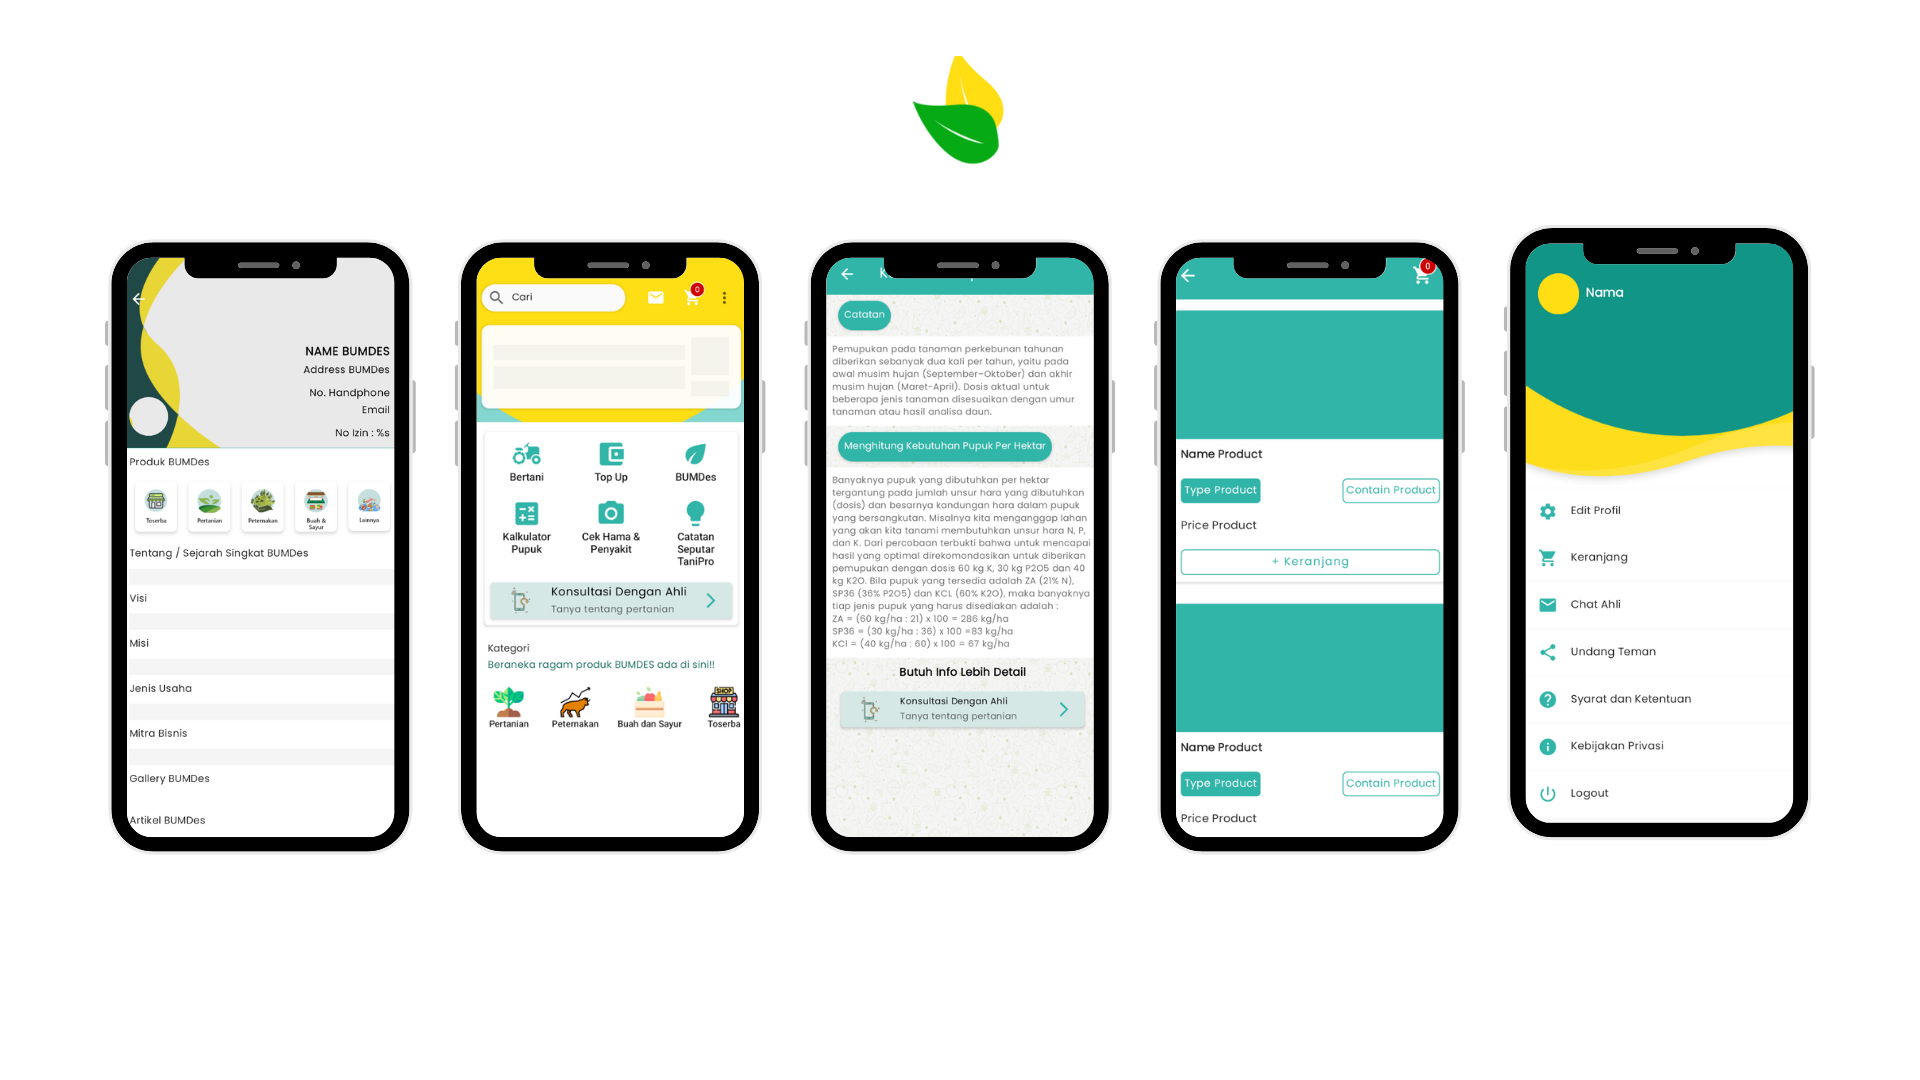 NAME BUMDES
Address BUMDes
No. Handphone
Email
No Izin : %s
Produk BUMDes
Toserba
Pertanian
Peternakan
Buah &
Sayur
Lainnya
Tentang / Sejarah Singkat BUMDes
Visi
Misi
Jenis Usaha
Mitra Bisnis
Gallery BUMDes
Artikel BUMDes
Cari
0
Bertani
Top Up
BUMDes
Kalkulator
Pupuk
Cek Hama &
Penyakit
Catatan
Seputar
TaniPro
Konsultasi Dengan Ahli
Tanya tentang pertanian
Kategori
Beraneka ragam produk BUMDES ada di sini!!
SHOP
Pertanian
Peternakan
Buah dan Sayur
Toserba
Catatan
Pemupukan pada tanaman perkebunan tahunan
diberikan sebanyak dua kali per tahun, yaitu pada
awal musim hujan (September-Oktober) dan akhir
musim hujan (Maret-April). Dosis aktual untuk
beberapa jenis tanaman disesuaikan dengan umur
tanaman atau hasil analisa daun.
Menghitung Kebutuhan Pupuk Per Hektar
Banyaknya pupuk yang dibutuhkan per hektar
tergantung pada jumlah unsur hara yang dibutuhkan
(dosis) dan besarnya kandungan hara dalam pupuk
yang bersangkutan. Misalnya kita menganggap lahan
yang akan kita tanami membutuhkan unsur hara N, P,
dan K. Dari percobaan terbukti bahwa untuk mencapai
hasil yang optimal direkomondasikan untuk diberikan
pemupukan dengan dosis 60 kg K, 30 kg P2O5 dan 40
kg K2O. Bila pupuk yang tersedia adalah ZA (21% N),
SP36 (36% P2O5) dan KCL (60% K2O), maka banyaknya
tiap jenis pupuk yang harus disediakan adalah :
ZA = (60 kg/ha : 21) x 100 = 286 kg/ha
SP36 = (30 kg/ha : 36) x 100 =83 kg/ha
KCl = (40 kg/ha : 60) x 100 = 67 kg/ha
Butuh Info Lebih Detail
Konsultasi Dengan Ahli
Tanya tentang pertanian
0
Name Product
Type Product
Contain Product
Price Product
+ Keranjang
Name Product
Type Product
Contain Product
Price Product
Nama
Edit Profil
Keranjang
Chat Ahli
Undang Teman
Syarat dan Ketentuan
Kebijakan Privasi
Logout